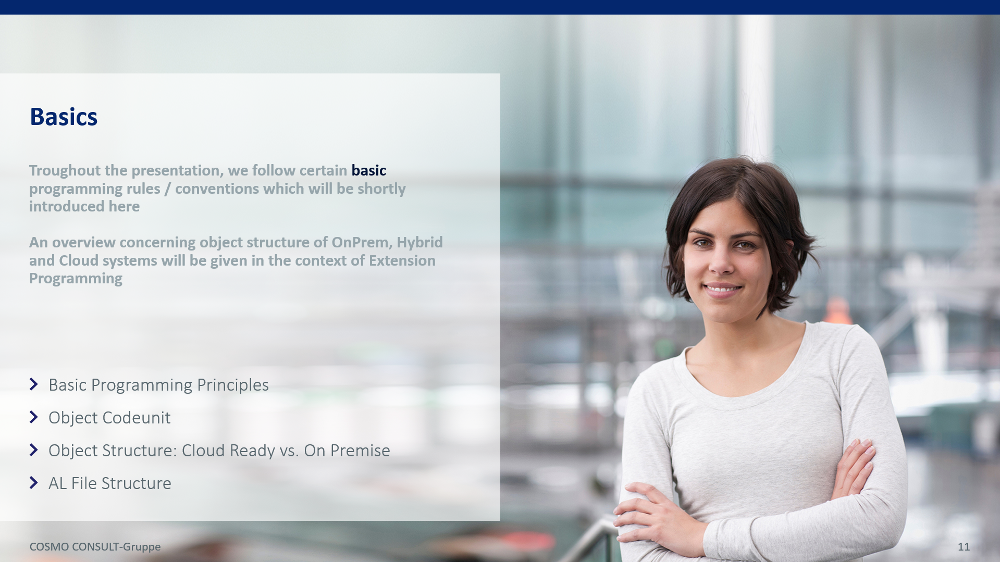 Basics
Troughout the presentation, we follow certain basic
programming rules / conventions which will be shortly
introduced here
An overview concerning object structure of OnPrem, Hybrid
and Cloud systems will be given in the context of Extension
Programming
Basic Programming Principles
Object Codeunit
Object Structure: Cloud Ready vs. On Premise
AL File Structure
COSMO CONSULT-Gruppe
11